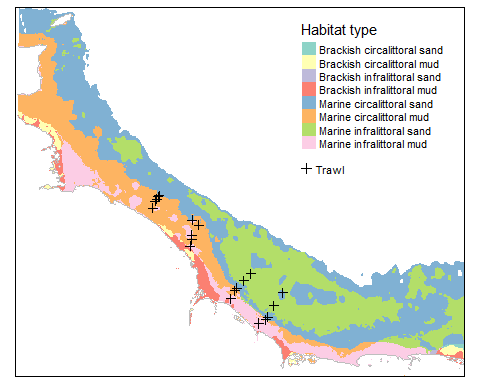 Habitat type
Brackish circalittoral sand
Brackish circalittoral mud
Brackish infralittoral sand
Brackish infralittoral mud
Marine circalittoral sand
Marine circalittoral mud
Marine infralittoral sand
Marine infralittoral mud
Trawl